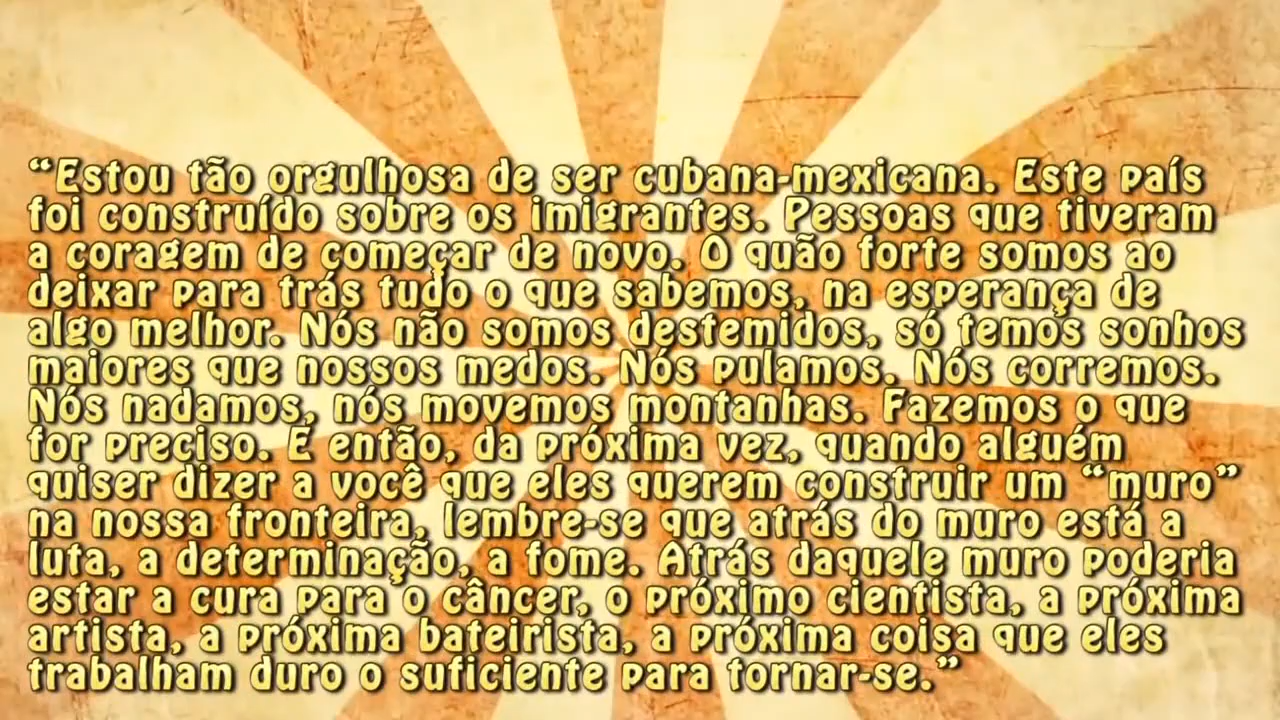 “Estou tão orgulhosa de ser cubana-mexicana. Este país
foi construído sobre os imigrantes. Pessoas que tiveram
a coragem de começar de novo. O quão forte somos ao
deixar para trás tudo o que sabemos, na esperança de
algo melhor. Nós não somos destemidos, só temos sonhos
maiores que nossos medos. Nós pulamos. Nós corremos.
Nós nadamos, nós movemos montanhas. Fazemos o que
for preciso. E então, da próxima vez, quando alguém
quiser dizer a você que eles querem construir um “muro”
na nossa fronteira, lembre-se que atrás do muro está a
luta, a determinação, a fome. Atrás daquele muro poderia
estar a cura para o câncer, o próximo cientista, a próxima
artista, a próxima bateirista, a próxima coisa que eles
trabalham duro o suficiente para tornar-se.”